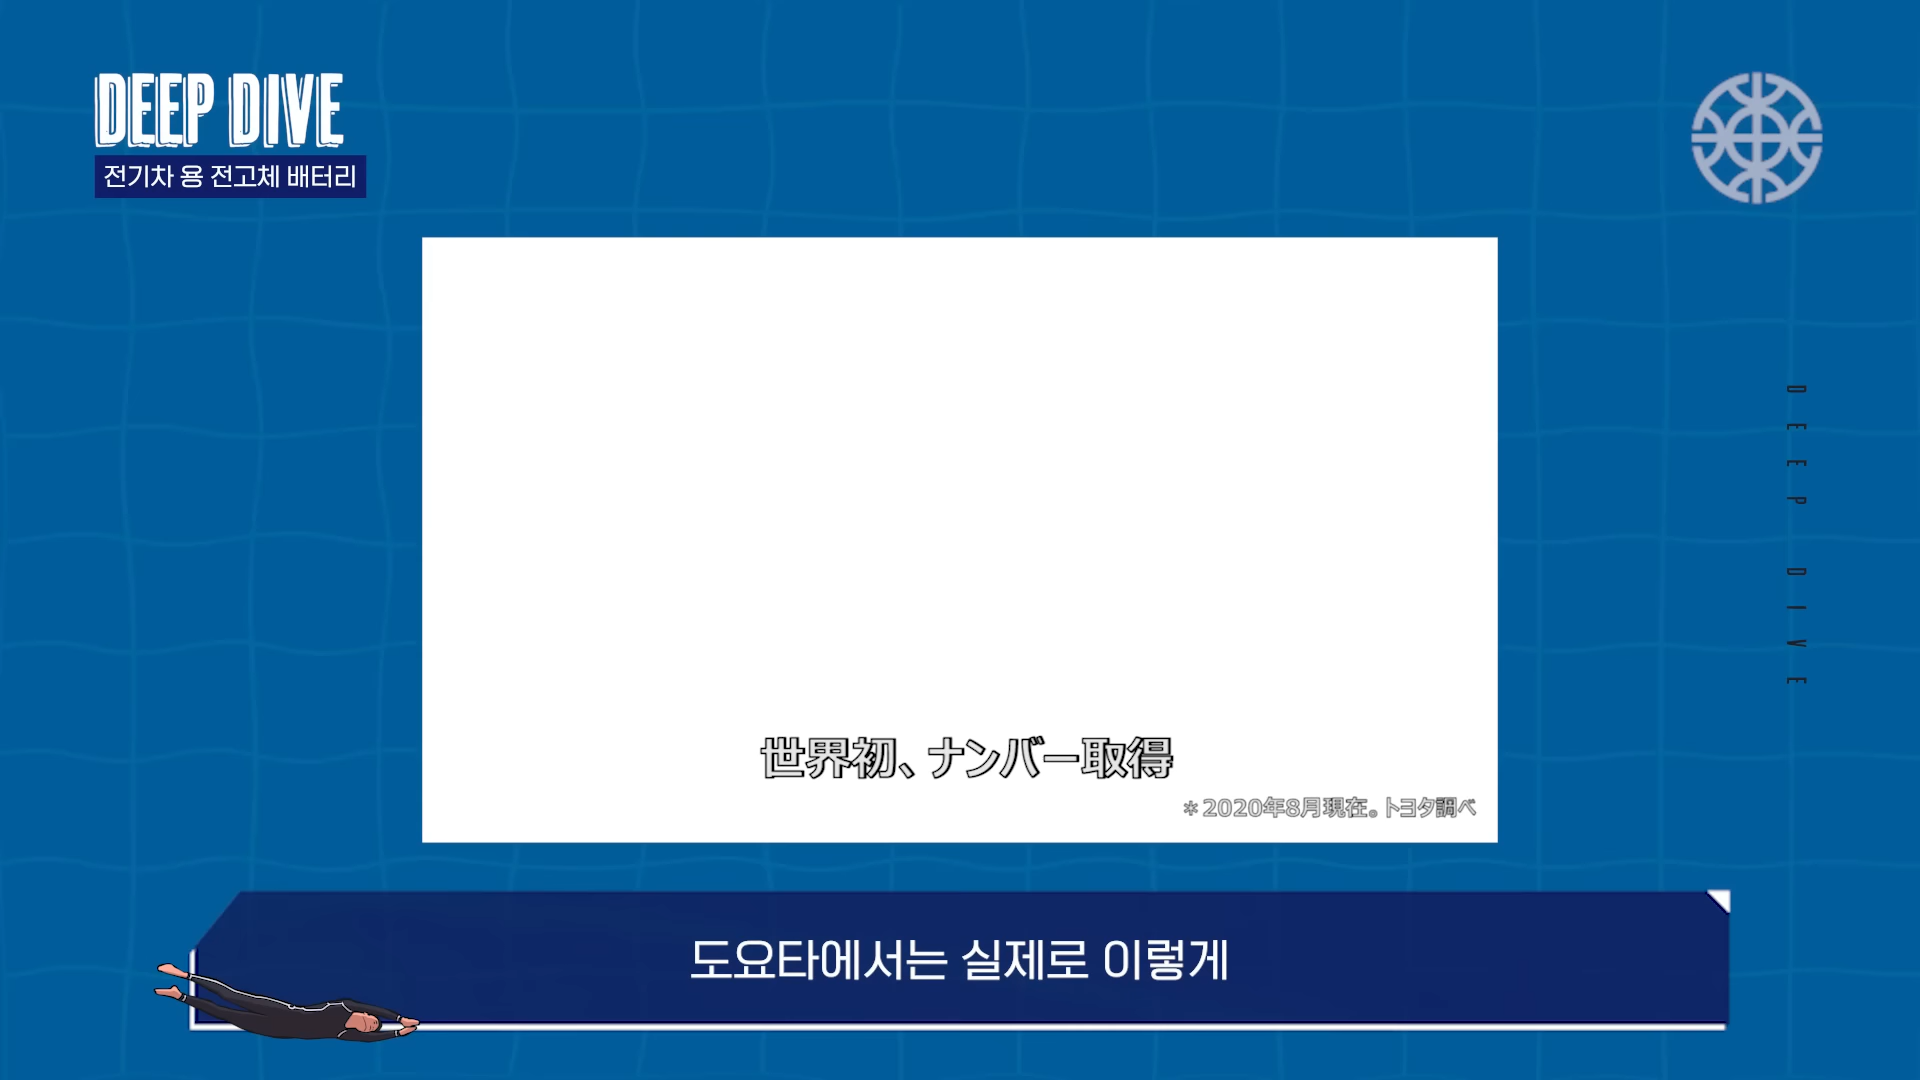 DEEP DIVE
전기차 용 전고체 배터리
DEEP DIVE
世界初、ナンバー取得
＊2020年8月現在。トヨタ調べ
도요타에서는 실제로 이렇게